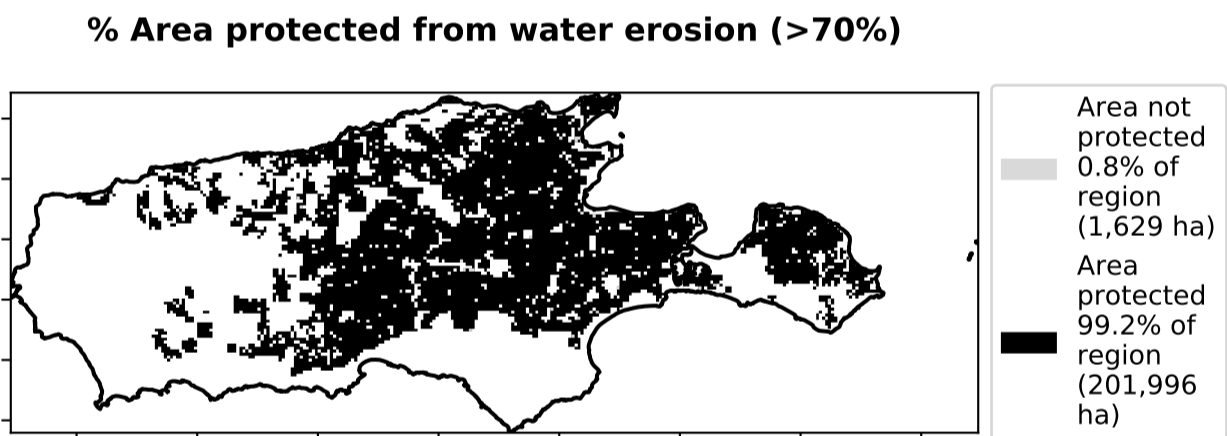 % Area protected from water erosion (>70%)
Area not
protected
0.8% of
region
(1,629 ha)
Area
protected
99.2% of
region
(201,996
ha)